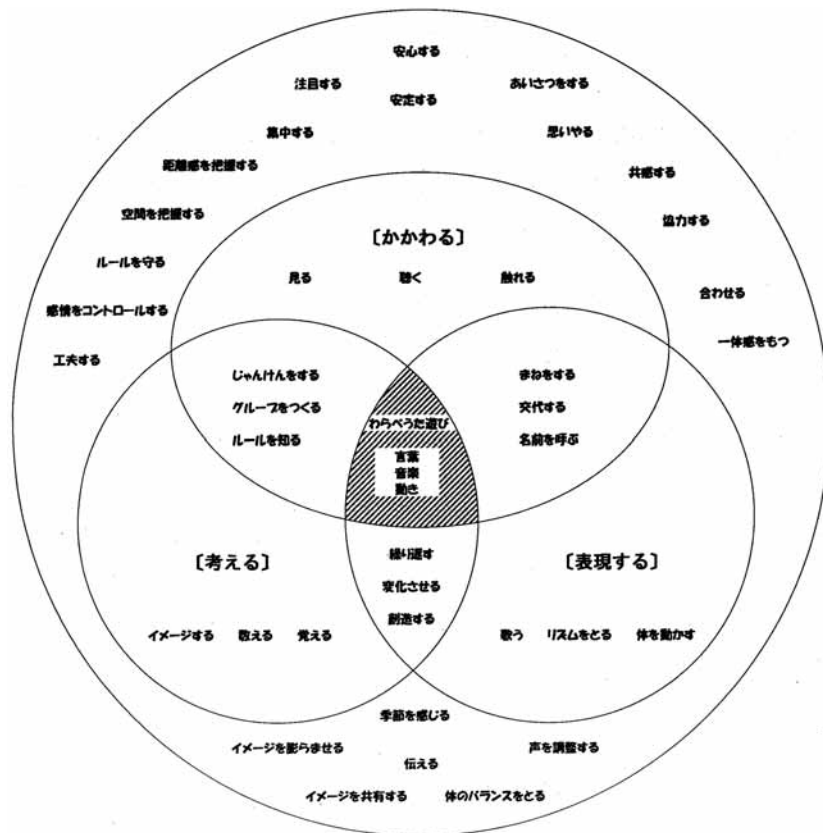 安心する
注目する
あいさつをする
安定する
集中する
思いやる
距離感を把握する
共感する
空間を把握する
協力する
〔かかわる〕
ルールを守る
見る 聴く 触れる
合わせる
感情をコントロールする
一体感をもつ
工夫する
じゃんけんをする
まねをする
グループをつくる
交代する
わらべうた遊び
ルールを知る
名前を呼ぶ
言葉
音楽
動き
繰り返す
〔考える〕
〔表現する〕
変化させる
創造する
イメージする 数える 覚える
歌う リズムをとる 体を動かす
季節を感じる
イメージを膨らませる
声を調整する
伝える
イメージを共有する 体のバランスをとる